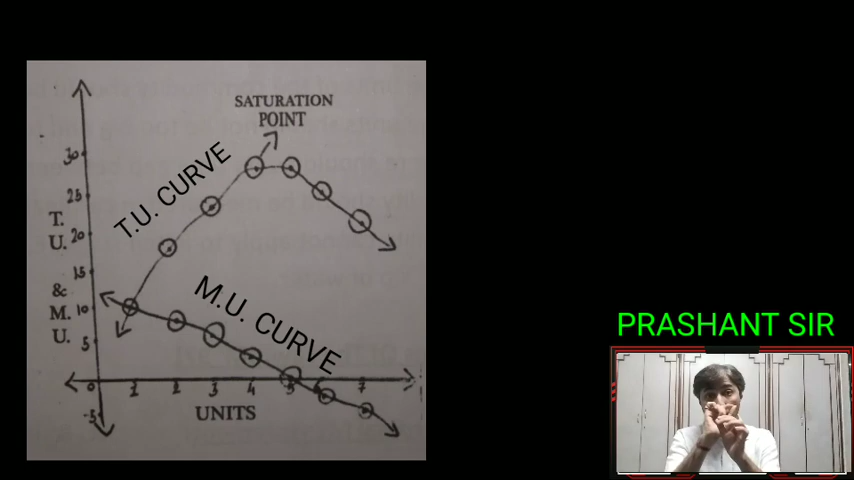 SATURATION
POINT
T.U. CURVE
M.U. CURVE
T.
U.
&
M.
U.
30
25
20
15
10
5
0
-5
1
2
3
4
5
6
7
UNITS
PRASHANT SIR